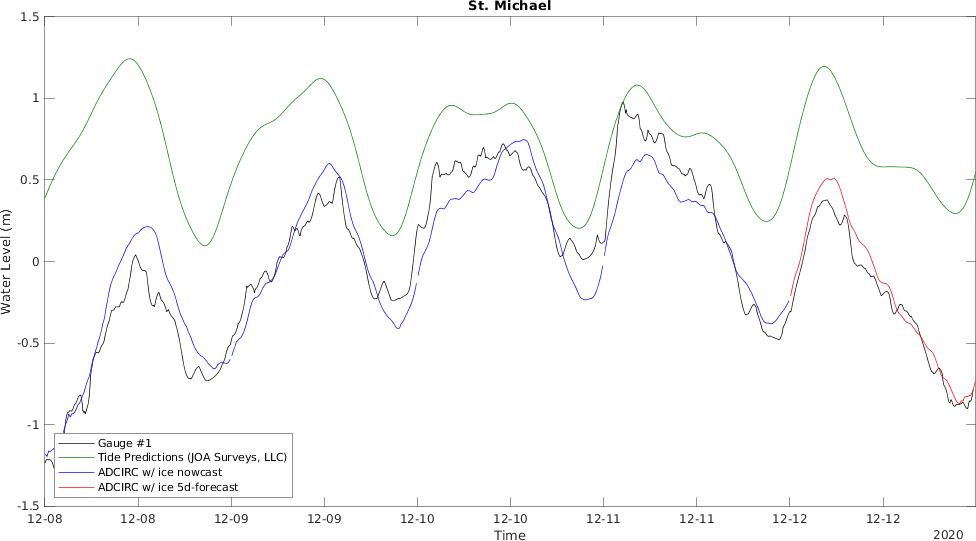 St. Michael
1.5
1
0.5
0
-0.5
-1
-1.5
Water Level (m)
Gauge #1
Tide Predictions (JOA Surveys, LLC)
ADCIRC w/ ice nowcast
ADCIRC w/ ice 5d-forecast
12-08 12-08 12-09 12-09 12-10 12-10 12-11 12-11 12-12 12-12
Time
2020